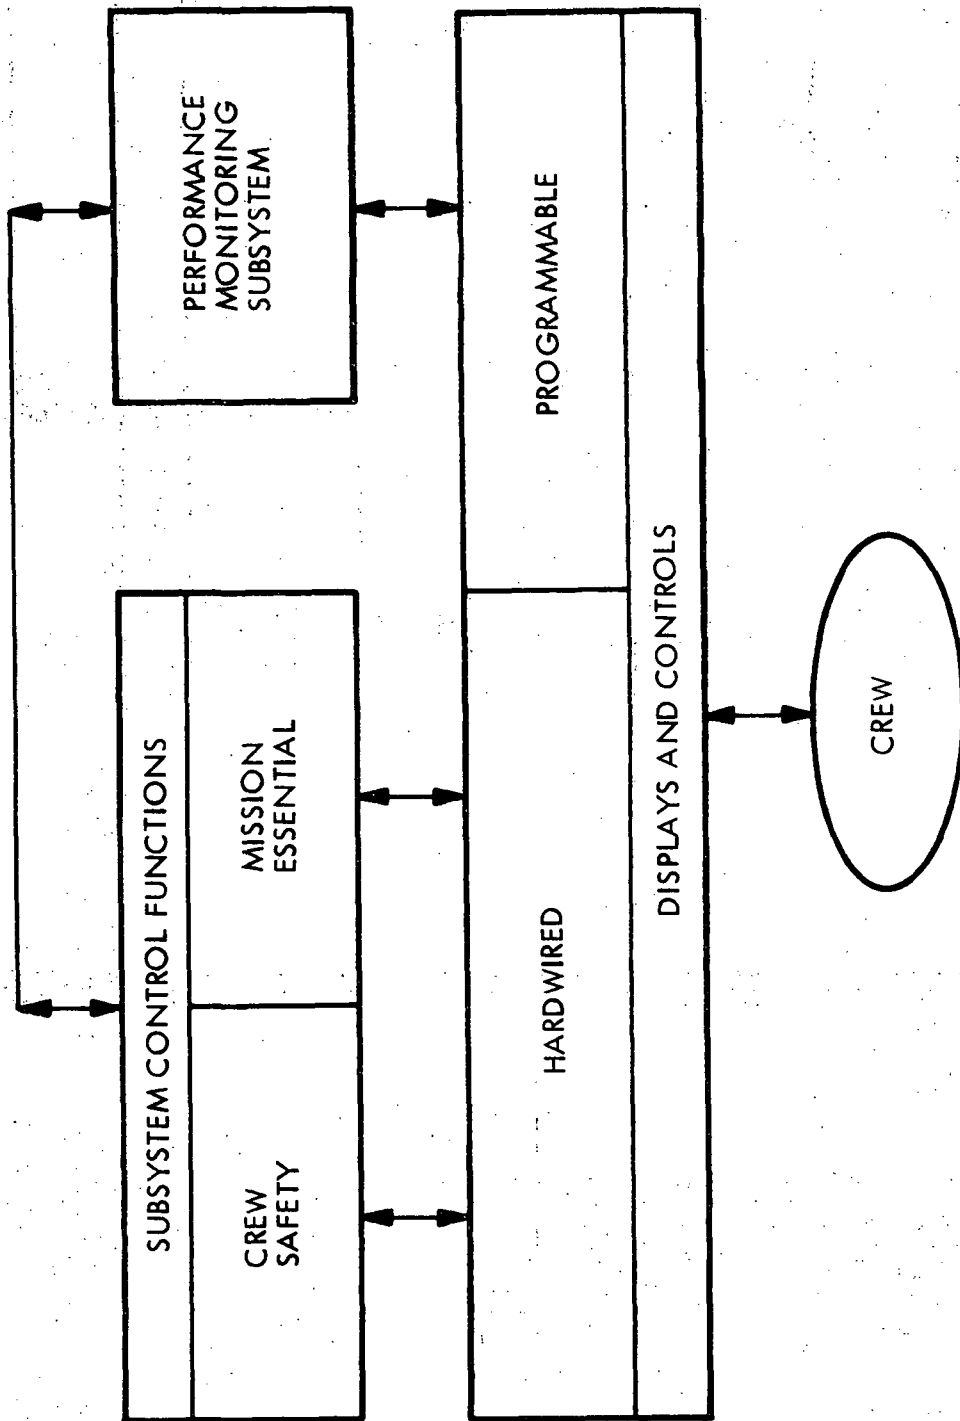 SUBSYSTEM CONTROL FUNCTIONS
CREW
SAFETY
MISSION
ESSENTIAL
PERFORMANCE
MONITORING
SUBSYSTEM
HARDWIRED
PROGRAMMABLE
DISPLAYS AND CONTROLS
CREW